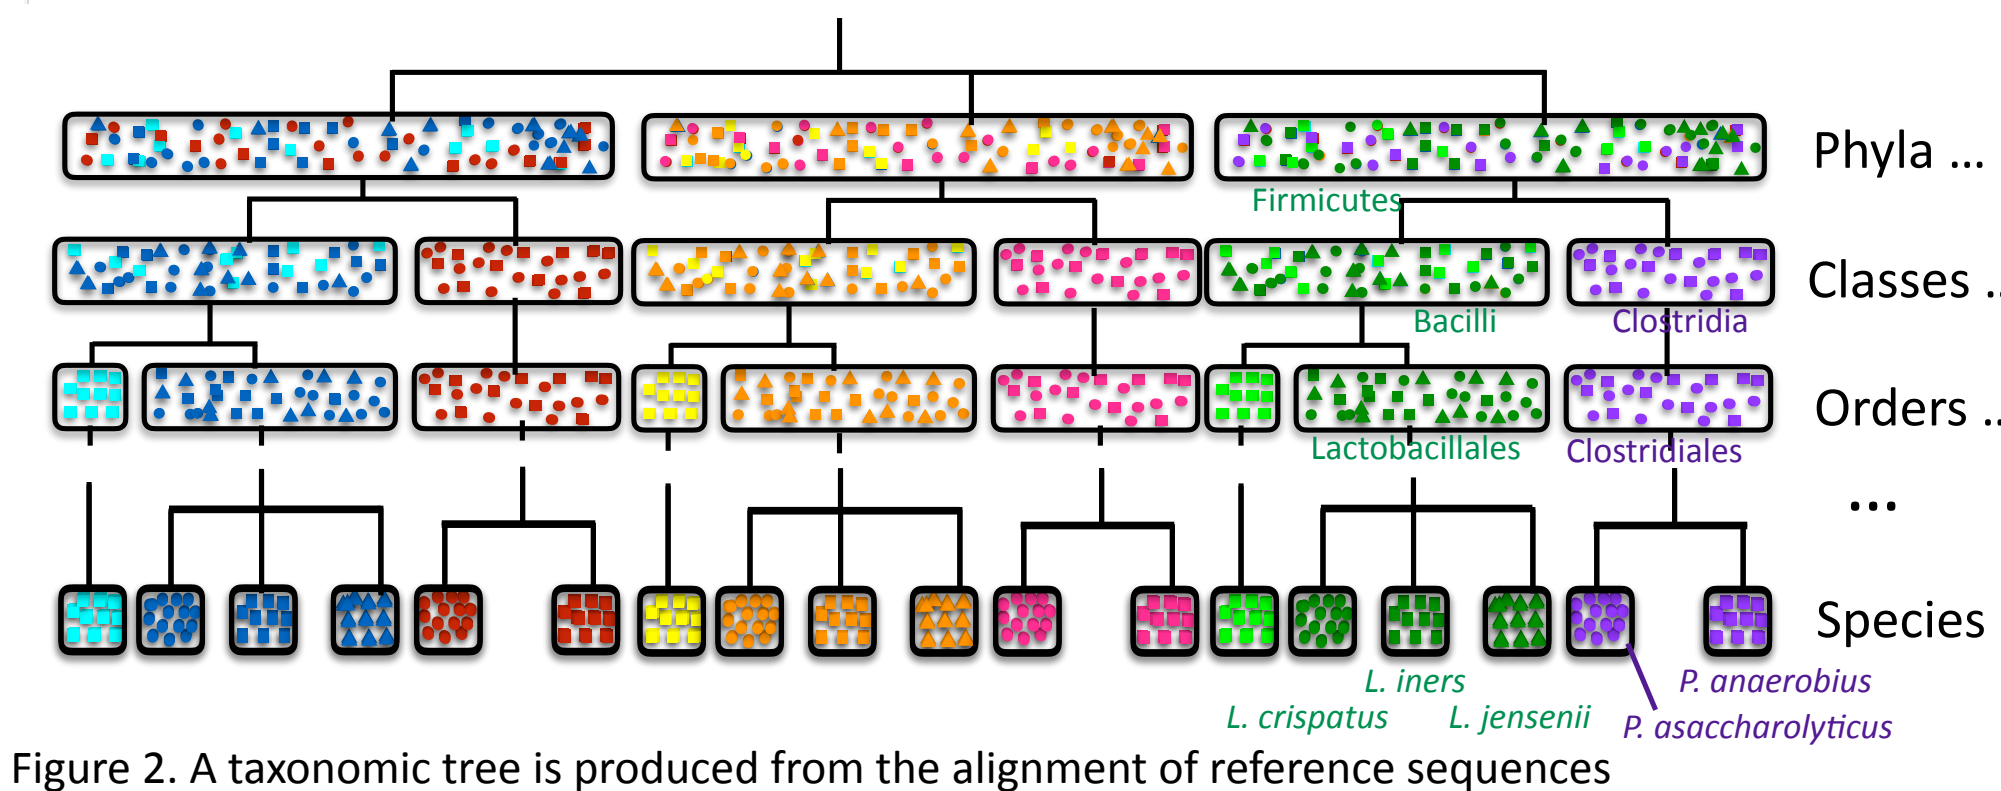 Phyla ...
Firmicutes
Classes ..
Bacilli
Clostridia
Orders ..
Lactobacillales
Clostridiales
...
Species
L. iners
P. anaerobius
L. crispatus
L. jensenii
P. asaccharolyticus
Figure 2. A taxonomic tree is produced from the alignment of reference sequences